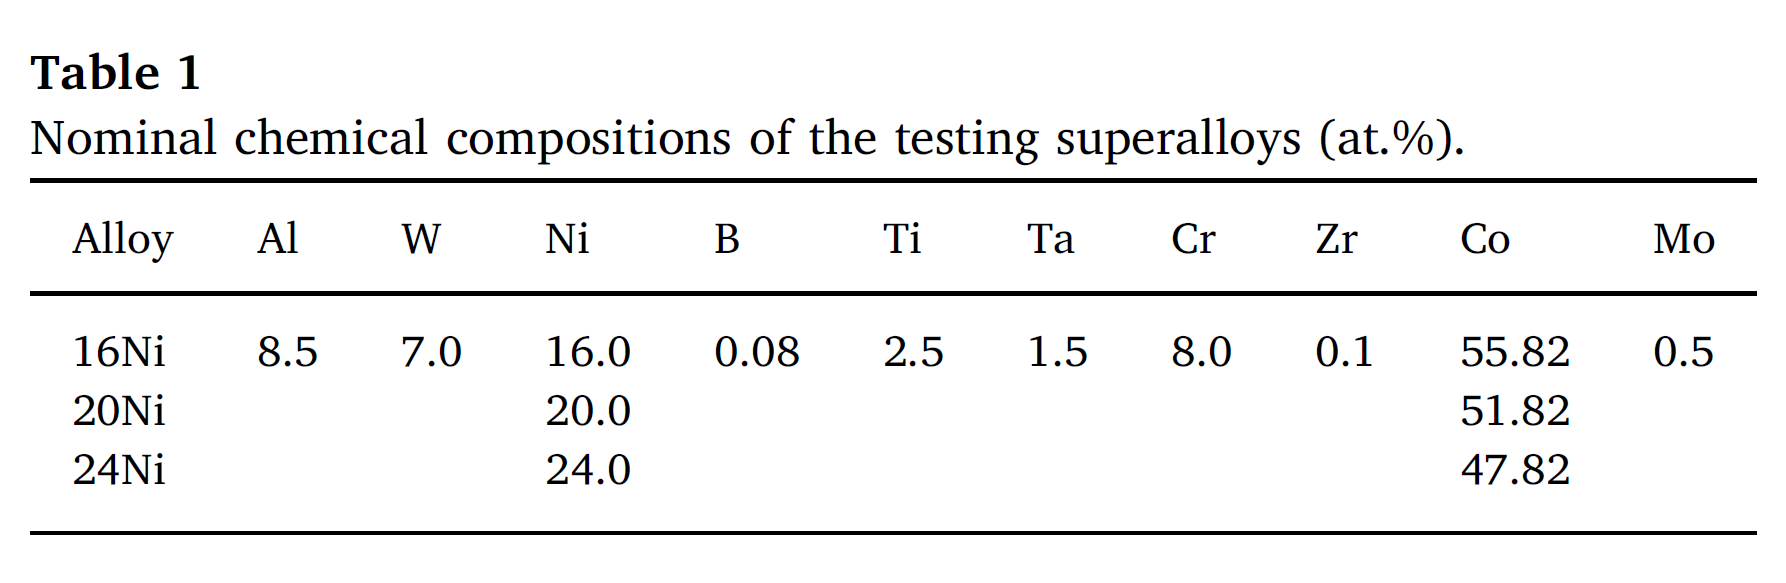 Table 1
Nominal chemical compositions of the testing superalloys (at.%).
Alloy Al W Ni B Ti Ta Cr Zr Co Mo
16Ni 8.5 7.0 16.0 0.08 2.5 1.5 8.0 0.1 55.82 0.5
20Ni 20.0 51.82
24Ni 24.0 47.82